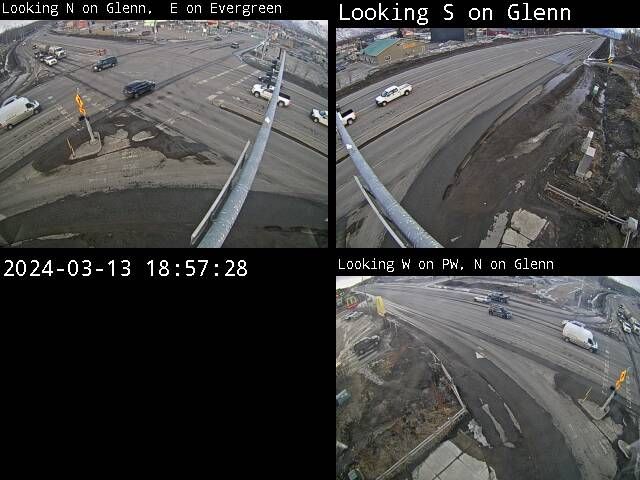 Looking N on Glenn, E on Evergreen
Looking S on Glenn
2024-03-13 18:57:28
Looking W on PW, N on Glenn